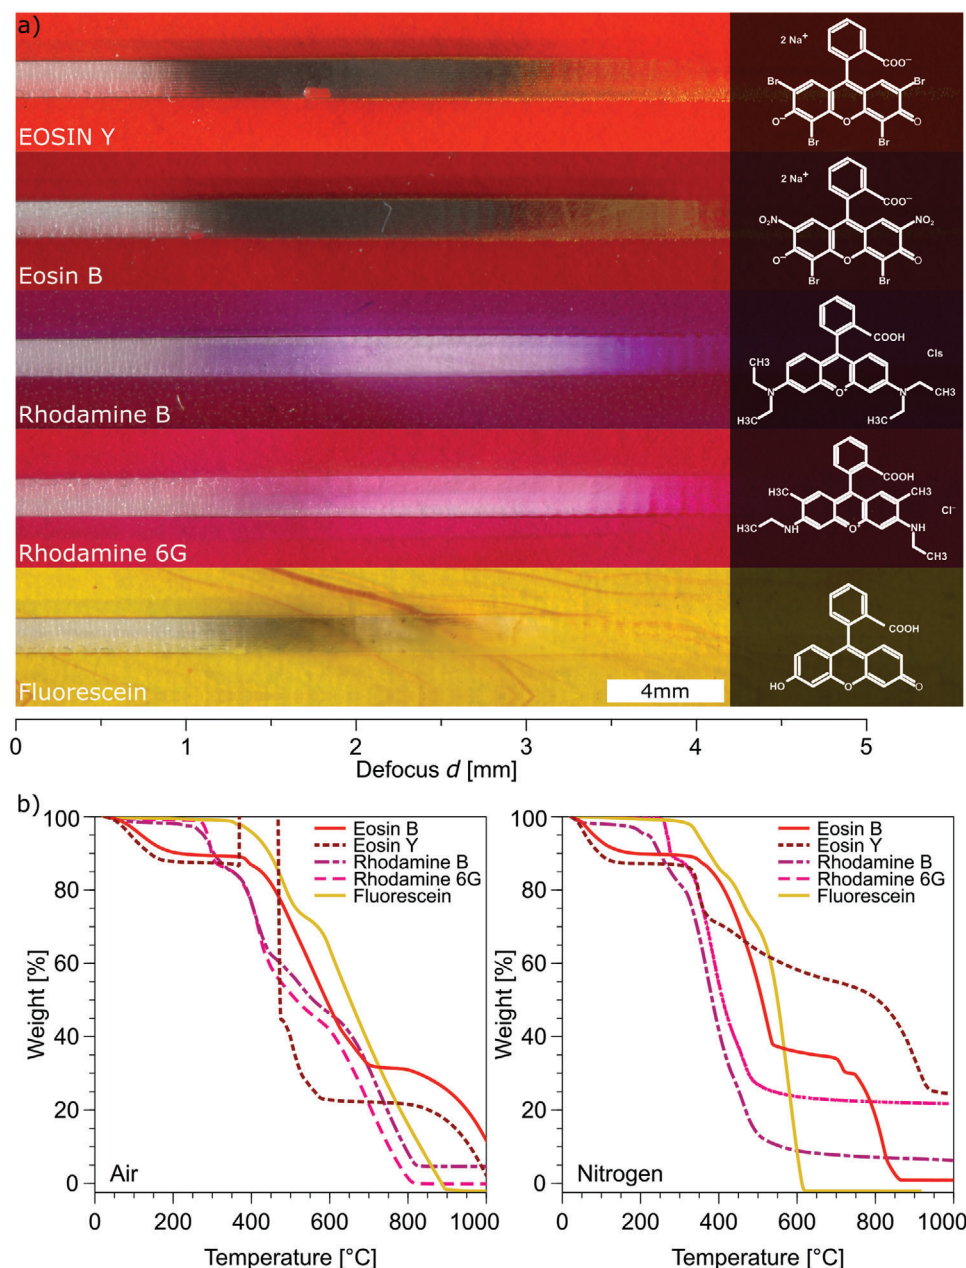 a)
2 Na+
COO−
Br
Br
O−
O
O
Br
Br
EOSIN Y
2 Na+
COO−
O2N
NO2
O−
O
O
Br
Br
Eosin B
COOH
Cls
CH3
N
O+
N
CH3
H3C
H3C
Rhodamine B
COOH
H3C
CH3
Cl−
H3C
NH
O+
NH
CH3
Rhodamine 6G
COOH
HO
O
O
Fluorescein
4mm
0 1 2 3 4 5
Defocus d [mm]
b)
100
80
60
40
20
0
Weight [%]
Eosin B
Eosin Y
Rhodamine B
Rhodamine 6G
Fluorescein
Air
0 200 400 600 800 1000
Temperature [°C]
100
80
60
40
20
0
Weight [%]
Eosin B
Eosin Y
Rhodamine B
Rhodamine 6G
Fluorescein
Nitrogen
0 200 400 600 800 1000
Temperature [°C]